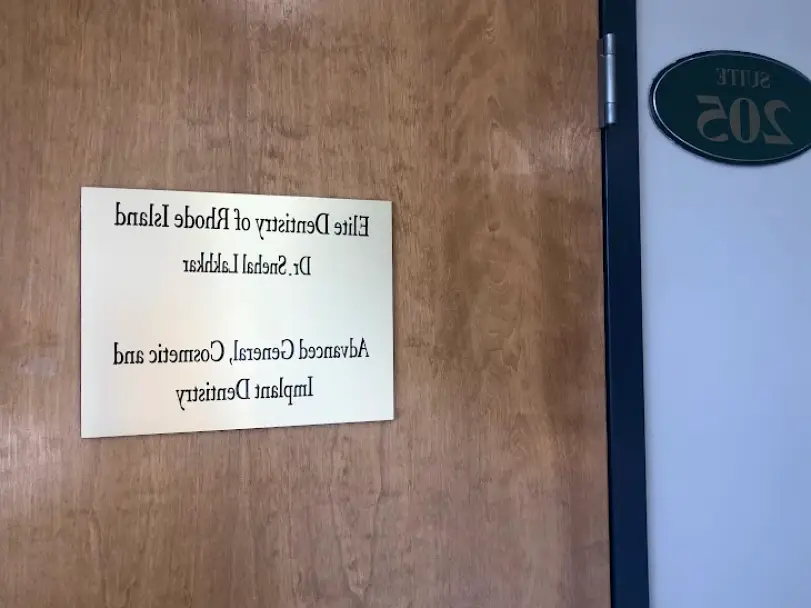 Elite Dentistry of Rhode Island
Dr. Snehal Lakhkar
Advanced General, Cosmetic and
Implant Dentistry
SUITE
205